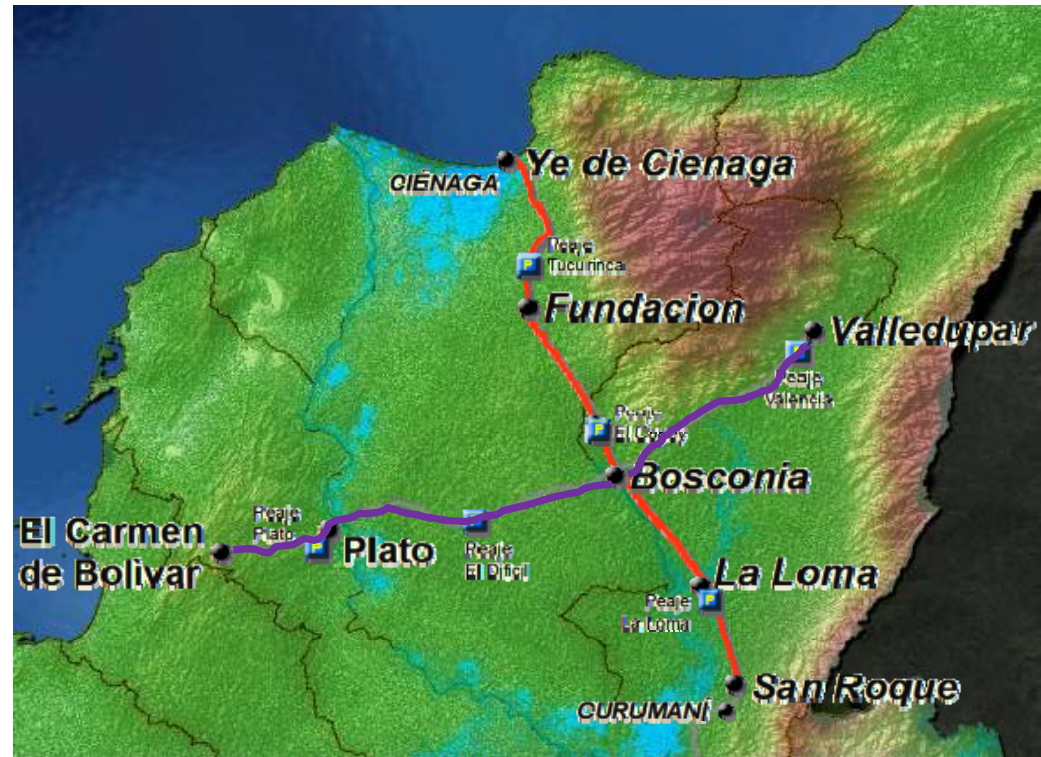 Ye de Cienaga
CIÉNAGA
Peaje
Tucurinca
Fundacion
Valledupar
Peaje
Valencia
Peaje
El Copey
Bosconia
El Carmen
de Bolìvar
Peaje
Plato
Plato
Peaje
El Dificil
La Loma
Peaje
La Loma
San Roque
CURUMANÍ
P
P
P
P
P
P